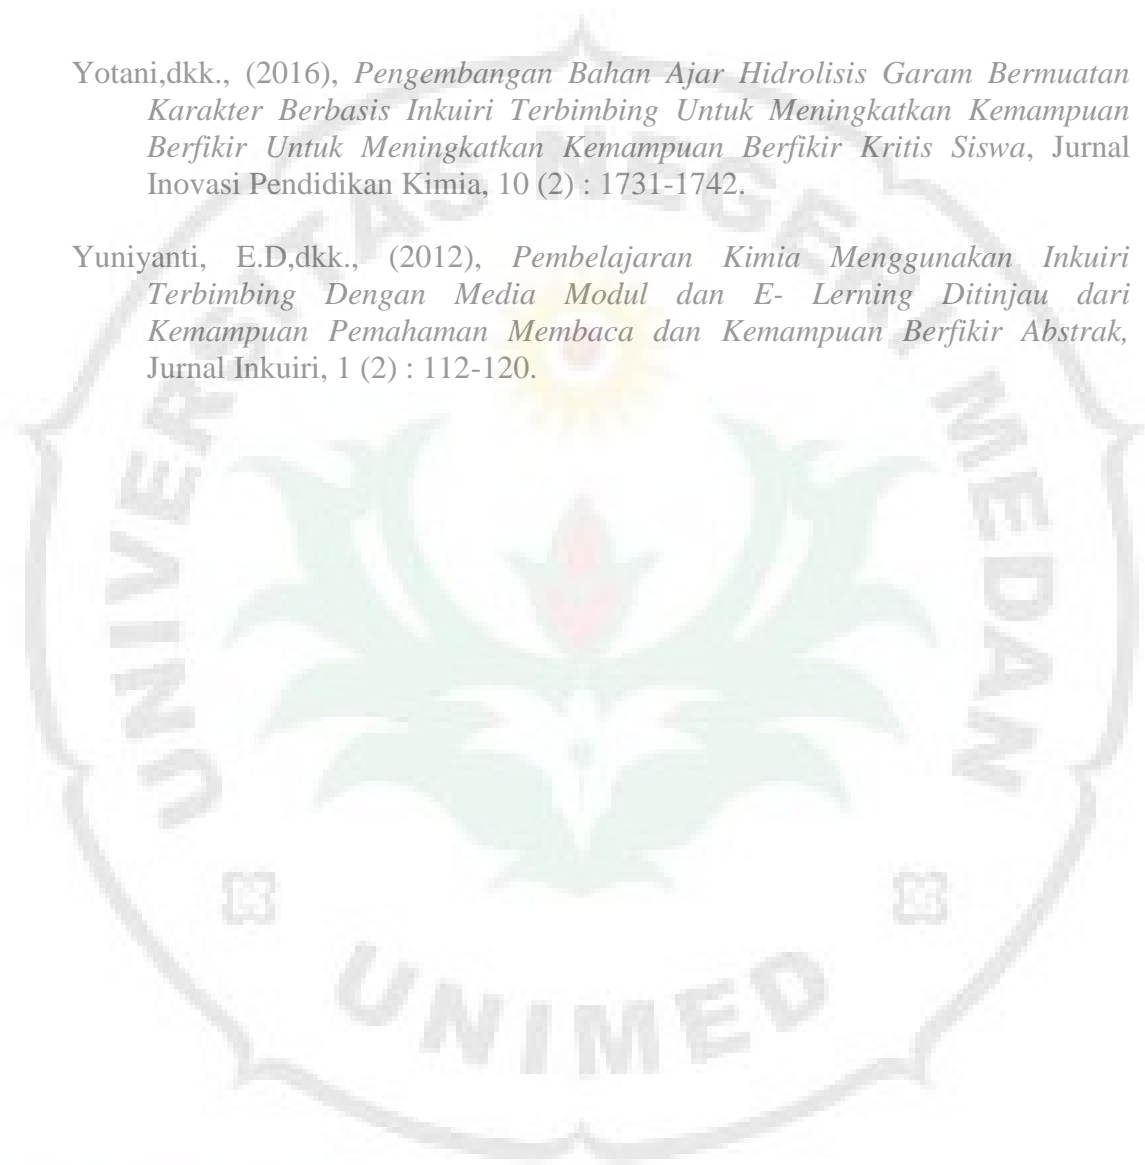 Yotani,dkk., (2016), Pengembangan Bahan Ajar Hidrolisis Garam Bermuatan
Karakter Berbasis Inkuiri Terbimbing Untuk Meningkatkan Kemampuan
Berfikir Untuk Meningkatkan Kemampuan Berfikir Kritis Siswa, Jurnal
Inovasi Pendidikan Kimia, 10 (2) : 1731-1742.
Yuniyanti, E.D,dkk., (2012), Pembelajaran Kimia Menggunakan Inkuiri
Terbimbing Dengan Media Modul dan E- Lerning Ditinjau dari
Kemampuan Pemahaman Membaca dan Kemampuan Berfikir Abstrak,
Jurnal Inkuiri, 1 (2) : 112-120.
UNIVERSITAS NEGERI MEDAN
UNIMED